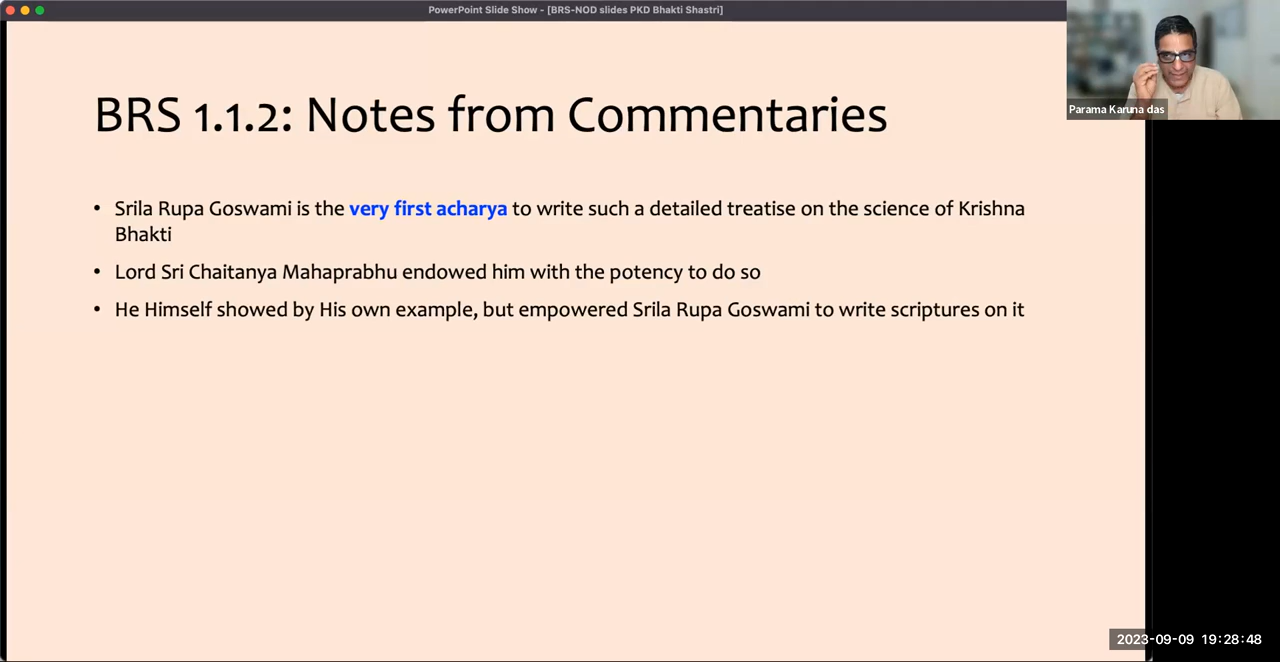 PowerPoint Slide Show - [BRS-NOD slides PKD Bhakti Shastri]
Parama Karuna das
BRS 1.1.2: Notes from Commentaries
• Srila Rupa Goswami is the very first acharya to write such a detailed treatise on the science of Krishna
Bhakti
• Lord Sri Chaitanya Mahaprabhu endowed him with the potency to do so
• He Himself showed by His own example, but empowered Srila Rupa Goswami to write scriptures on it
2023-09-09 19:28:48